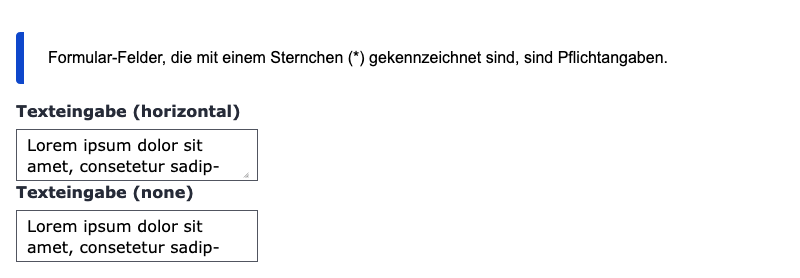 Formular-Felder, die mit einem Sternchen (*) gekennzeichnet sind, sind Pflichtangaben.
Texteingabe (horizontal)
Lorem ipsum dolor sit
amet, consetetur sadip-
Texteingabe (none)
Lorem ipsum dolor sit
amet, consetetur sadip-